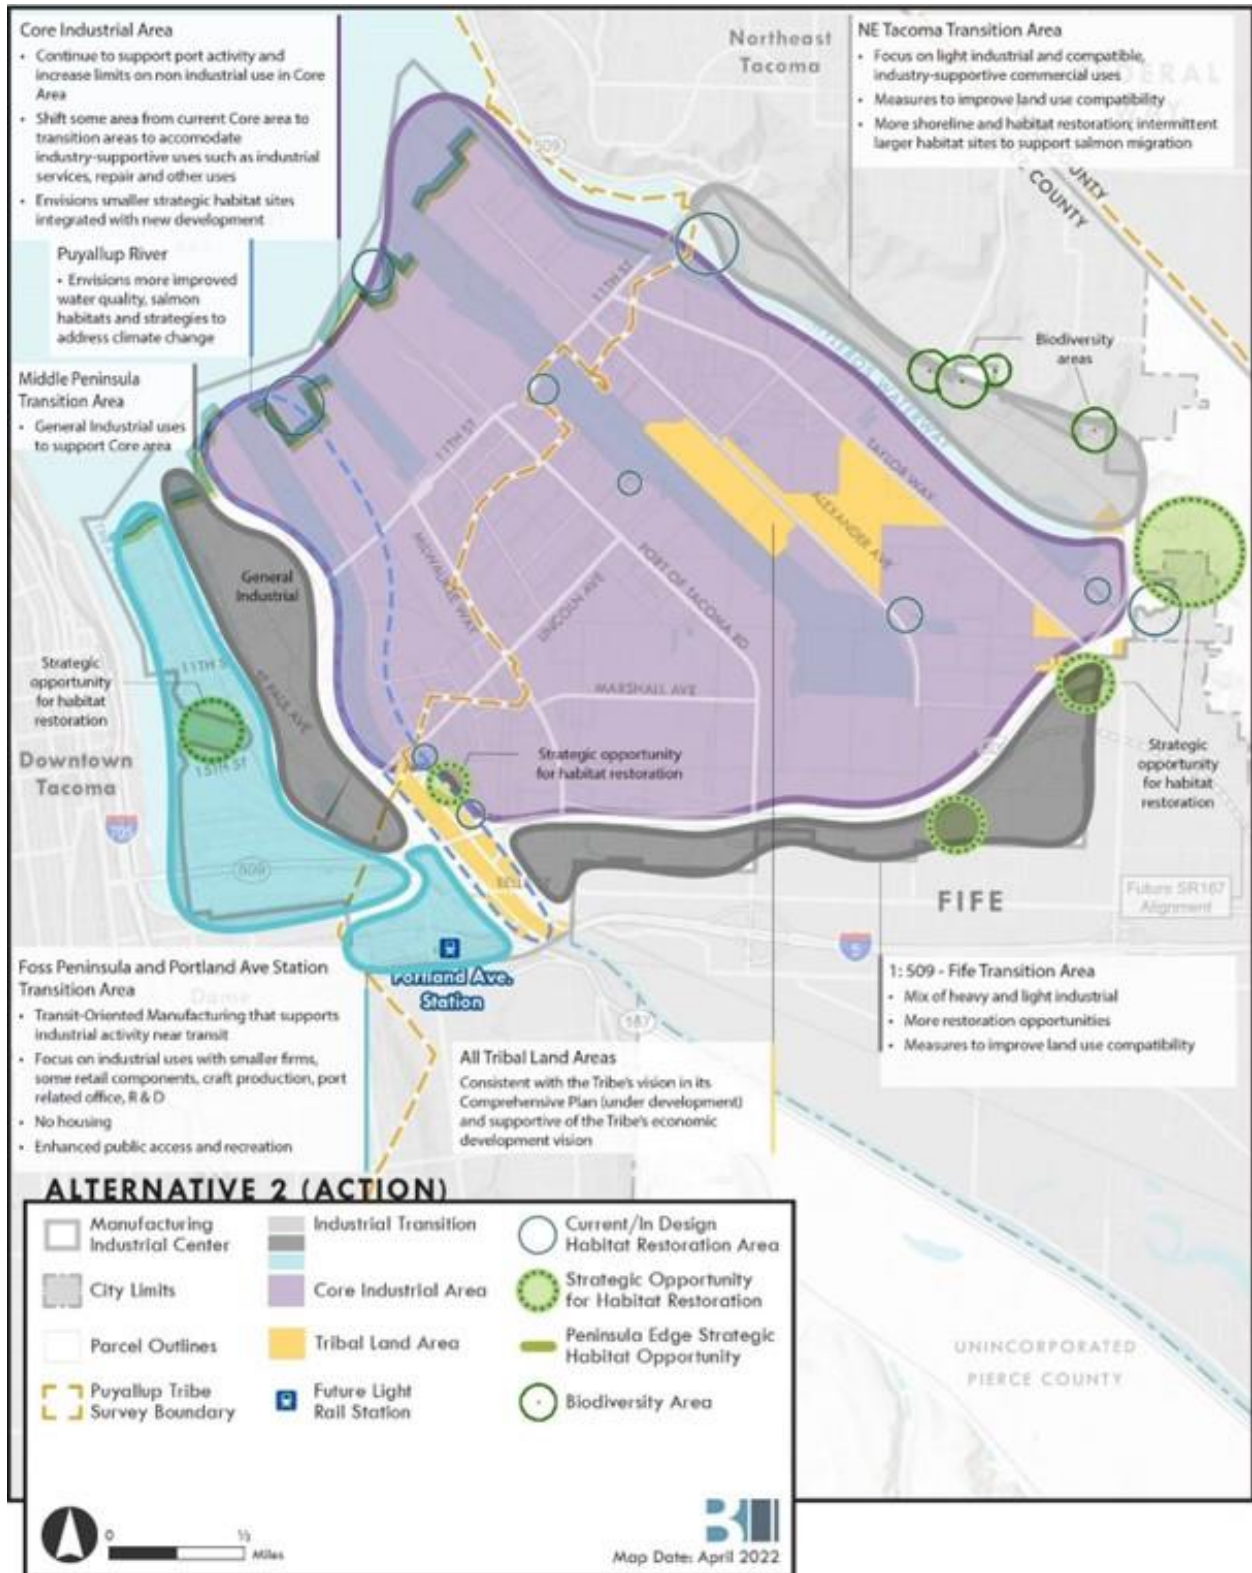 Core Industrial Area
• Continue to support port activity and
increase limits on non industrial use in Core
Area
• Shift some area from current Core area to
transition areas to accomodate
industry-supportive uses such as industrial
services, repair and other uses
• Envisions smaller strategic habitat sites
integrated with new development
Puyallup River
• Envisions more improved
water quality, salmon
habitats and strategies to
address climate change
Middle Peninsula
Transition Area
• General Industrial uses
to support Core area
Northeast
Tacoma
NE Tacoma Transition Area
• Focus on light industrial and compatible,
industry-supportive commercial uses
• Measures to improve land use compatibility
• More shoreline and habitat restoration; intermittent
larger habitat sites to support salmon migration
COUNTY
509
11TH ST
Biodiversity
areas
TAYLOR WAY
ALEXANDER AVE
11TH ST
MILWAUKEE WAY
LINCOLN AVE
PORT OF TACOMA RD
MARSHALL AVE
General
Industrial
Strategic
opportunity
for habitat
restoration
11TH S
ST PAUL AVE
15TH ST
Downtown
Tacoma
705
509
Strategic opportunity
for habitat restoration
Strategic
opportunity
for habitat
restoration
FIFE
Future SR167
Alignment
5
167
Portland Ave.
Station
Foss Peninsula and Portland Ave Station
Transition Area
• Transit-Oriented Manufacturing that supports
industrial activity near transit
• Focus on industrial uses with smaller firms,
some retail components, craft production, port
related office, R & D
• No housing
• Enhanced public access and recreation
All Tribal Land Areas
Consistent with the Tribe's vision in its
Comprehensive Plan (under development)
and supportive of the Tribe's economic
development vision
1: 509 - Fife Transition Area
• Mix of heavy and light industrial
• More restoration opportunities
• Measures to improve land use compatibility
UNINCORPORATED
PIERCE COUNTY
ALTERNATIVE 2 (ACTION)
Manufacturing
Industrial Center
City Limits
Parcel Outlines
Puyallup Tribe
Survey Boundary
Industrial Transition
Core Industrial Area
Tribal Land Area
Future Light
Rail Station
Current/In Design
Habitat Restoration Area
Strategic Opportunity
for Habitat Restoration
Peninsula Edge Strategic
Habitat Opportunity
Biodiversity Area
0 ½
Miles
Map Date: April 2022